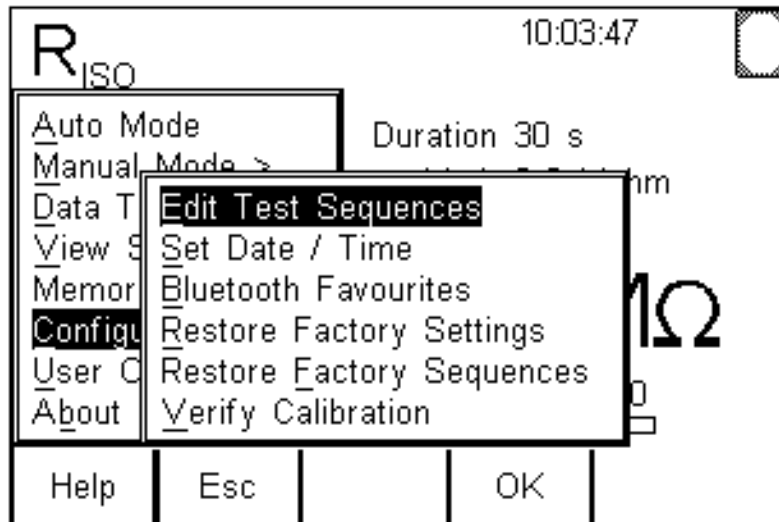 RISO
10:03:47
Auto Mode
Duration 30 s
Manual Mode >
Data T
Edit Test Sequences
View S
Set Date / Time
Memor
Bluetooth Favourites
Configu
Restore Factory Settings
MΩ
User C
Restore Factory Sequences
About
Verify Calibration
Help
Esc
OK